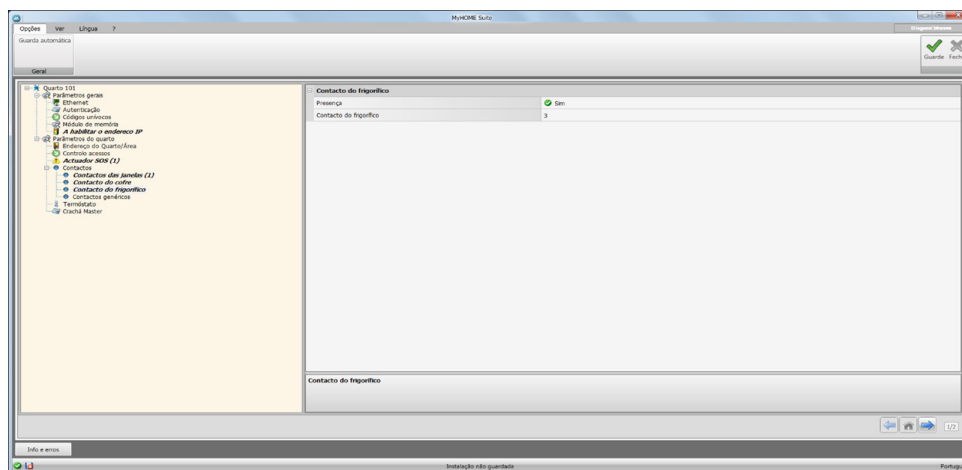 MyHOME Suite
Opções Ver Língua ?
Guarda automática
Guarde Fech
Geral
Quarto 101
Parâmetros gerais
Ethernet
Autenticação
Códigos unívocos
Módulo de memória
A habilitar o endereco IP
Parâmetros do quarto
Endereço do Quarto/Área
Controlo acessos
Actuador SOS (1)
Contactos
Contactos das janelas (1)
Contacto do cofre
Contacto do frigorífico
Contactos genéricos
Termóstato
Crachá Master
Contacto do frigorífico
Presença Sim
Contacto do frigorífico 3
Contacto do frigorífico
1/2
Info e erros
Instalação não guardada
Portugu